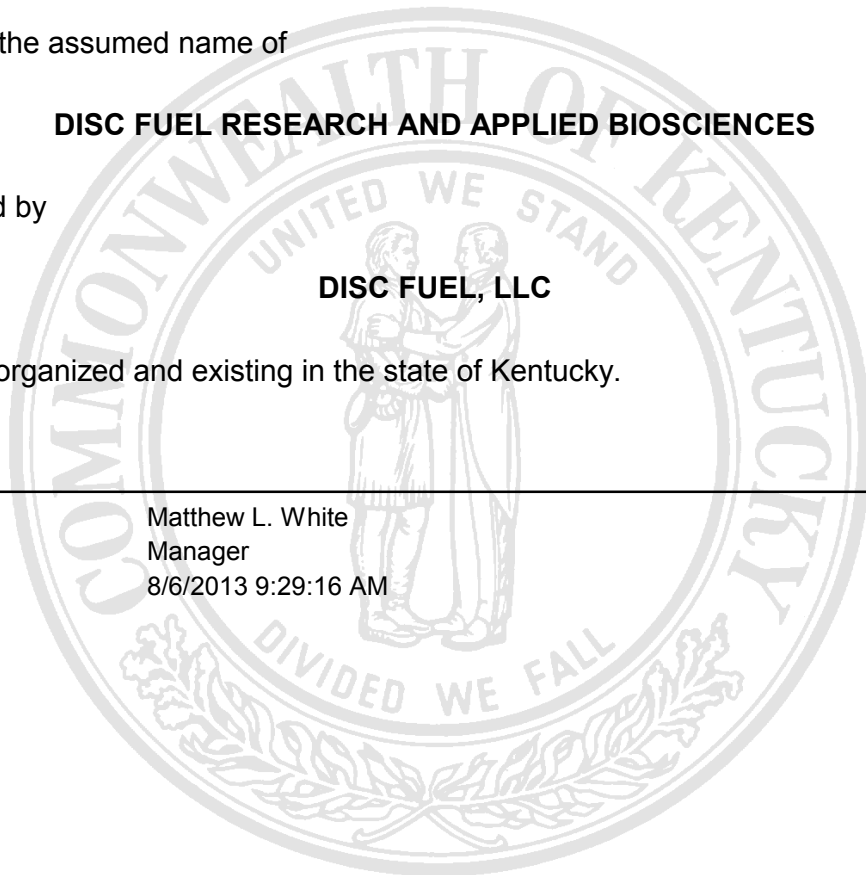 the assumed name of
DISC FUEL RESEARCH AND APPLIED BIOSCIENCES
d by
DISC FUEL, LLC
organized and existing in the state of Kentucky.
Matthew L. White
Manager
8/6/2013 9:29:16 AM
COMMONWEALTH OF KENTUCKY
UNITED WE STAND
DIVIDED WE FALL